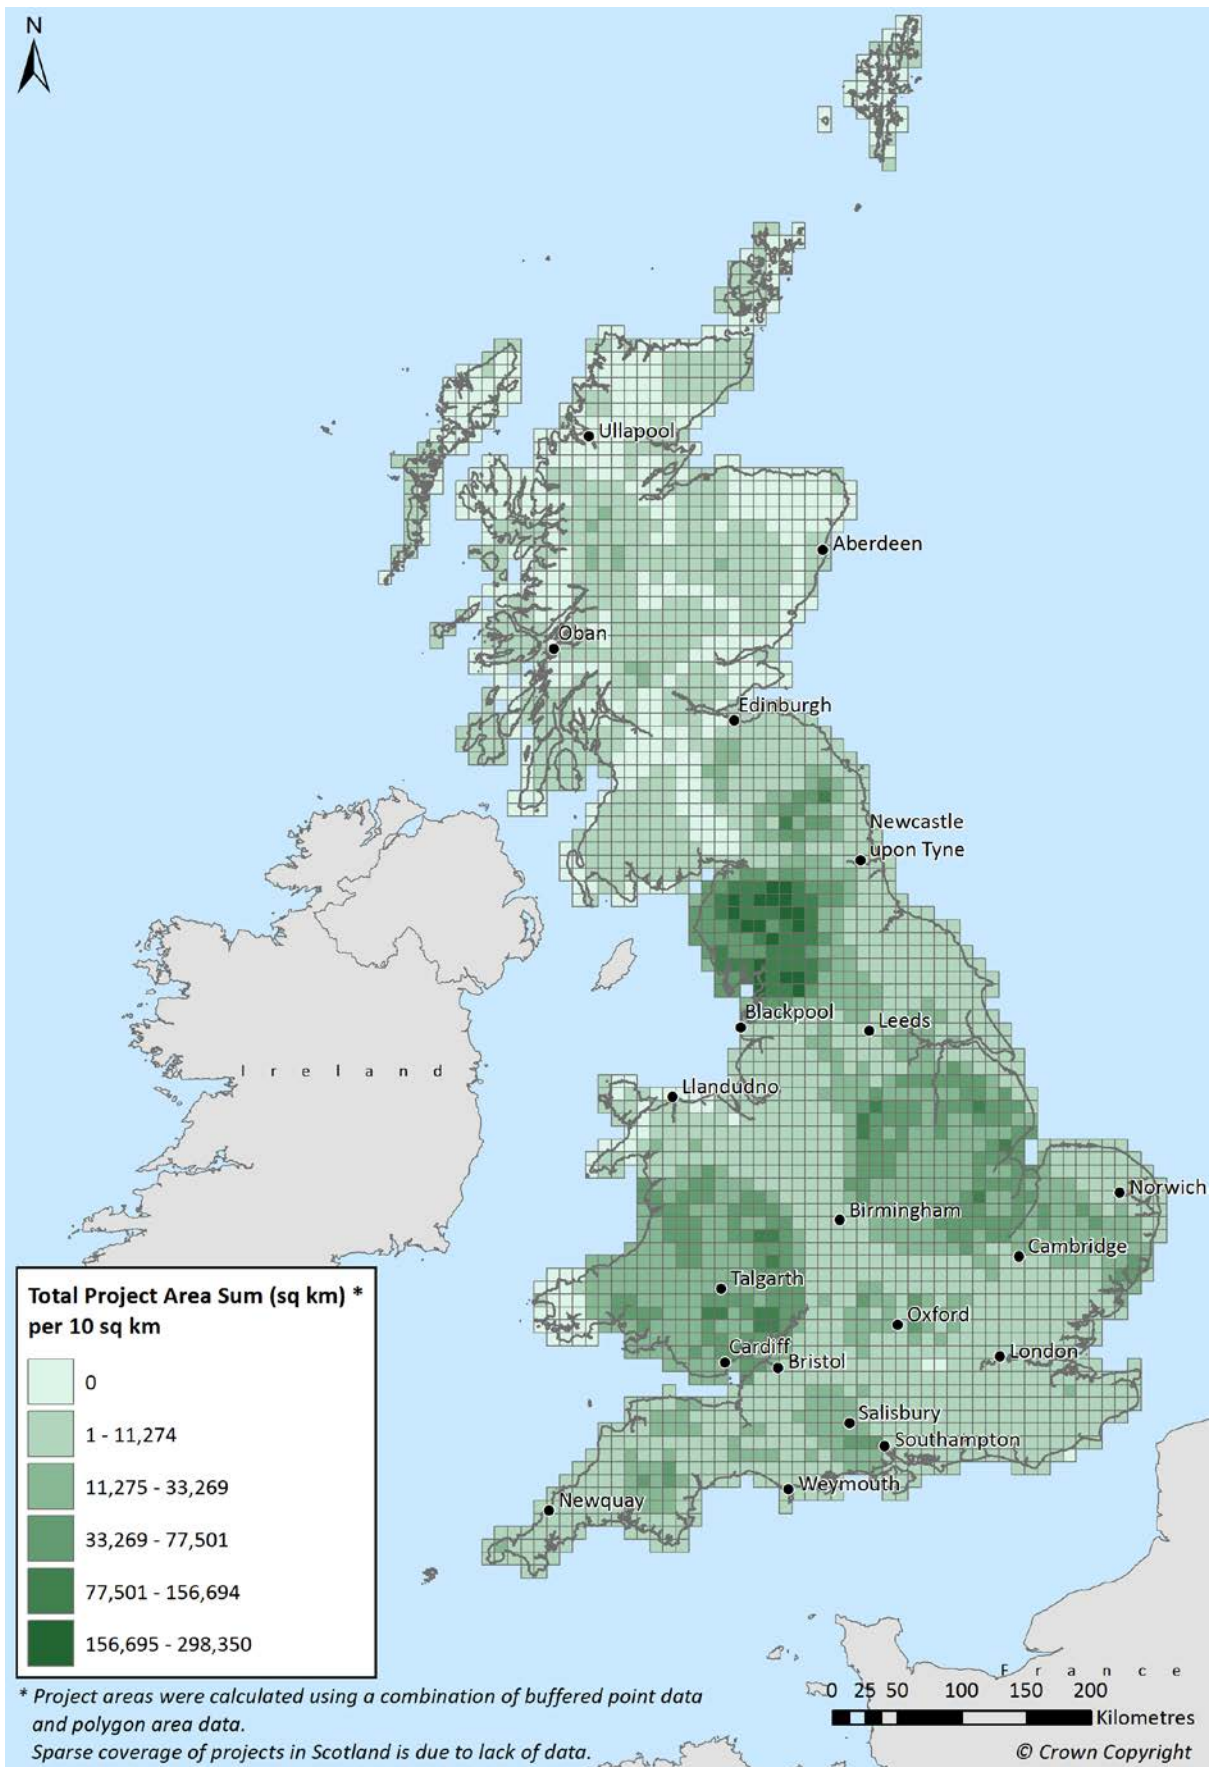 N
Ullapool
Aberdeen
Oban
Edinburgh
Newcastle
upon Tyne
Blackpool
Leeds
Ireland
Llandudno
Norwich
Birmingham
Cambridge
Talgarth
Oxford
Cardiff
Bristol
London
Salisbury
Southampton
Weymouth
Newquay
Total Project Area Sum (sq km) *
per 10 sq km
0
1 - 11,274
11,275 - 33,269
33,269 - 77,501
77,501 - 156,694
156,695 - 298,350
France
0 25 50 100 150 200
Kilometres
* Project areas were calculated using a combination of buffered point data
and polygon area data.
Sparse coverage of projects in Scotland is due to lack of data.
© Crown Copyright